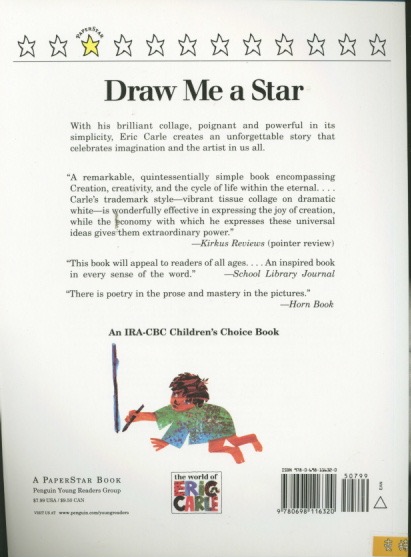 PAPERSTAR
Draw Me a Star
With his brilliant collage, poignant and powerful in its
simplicity, Eric Carle creates an unforgettable story that
celebrates imagination and the artist in us all.
"A remarkable, quintessentially simple book encompassing
Creation, creativity, and the cycle of life within the eternal. . . .
Carle's trademark style—vibrant tissue collage on dramatic
white—is wonderfully effective in expressing the joy of creation,
while the economy with which he expresses these universal
ideas gives them extraordinary power."
—Kirkus Reviews (pointer review)
"This book will appeal to readers of all ages. . . . An inspired book
in every sense of the word." —School Library Journal
"There is poetry in the prose and mastery in the pictures."
—Horn Book
An IRA-CBC Children's Choice Book
A PAPERSTAR BOOK
Penguin Young Readers Group
$7.99 USA / $9.99 CAN
VISIT US AT www.penguin.com/youngreaders
the world of
ERIC
CARLE
ISBN 978-0-698-11632-0
50799
9 780698 116320
EAN